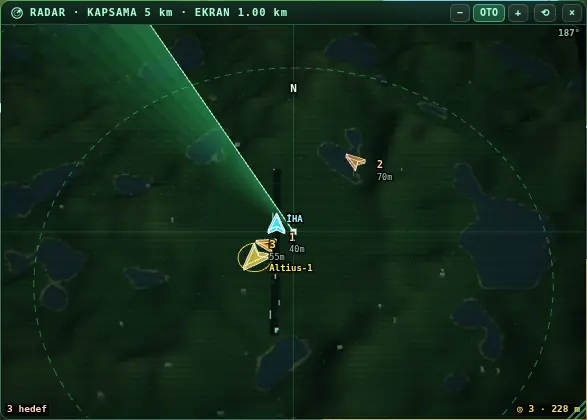 RADAR · KAPSAMA 5 km · EKRAN 1.00 km
− OTO + ⟲ ×
187°
N
2
70m
İHA
1
40m
3
55m
Altius-1
3 hedef
◎ 3 · 228 m